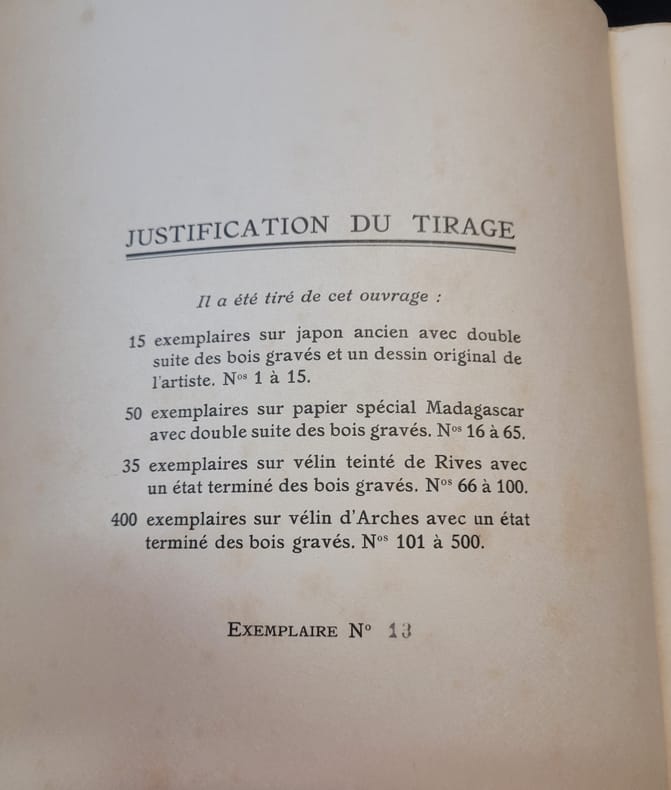 JUSTIFICATION DU TIRAGE
Il a été tiré de cet ouvrage :
15 exemplaires sur japon ancien avec double
suite des bois gravés et un dessin original de
l'artiste. Nos 1 à 15.
50 exemplaires sur papier spécial Madagascar
avec double suite des bois gravés. Nos 16 à 65.
35 exemplaires sur vélin teinté de Rives avec
un état terminé des bois gravés. Nos 66 à 100.
400 exemplaires sur vélin d'Arches avec un état
terminé des bois gravés. Nos 101 à 500.
EXEMPLAIRE No 13